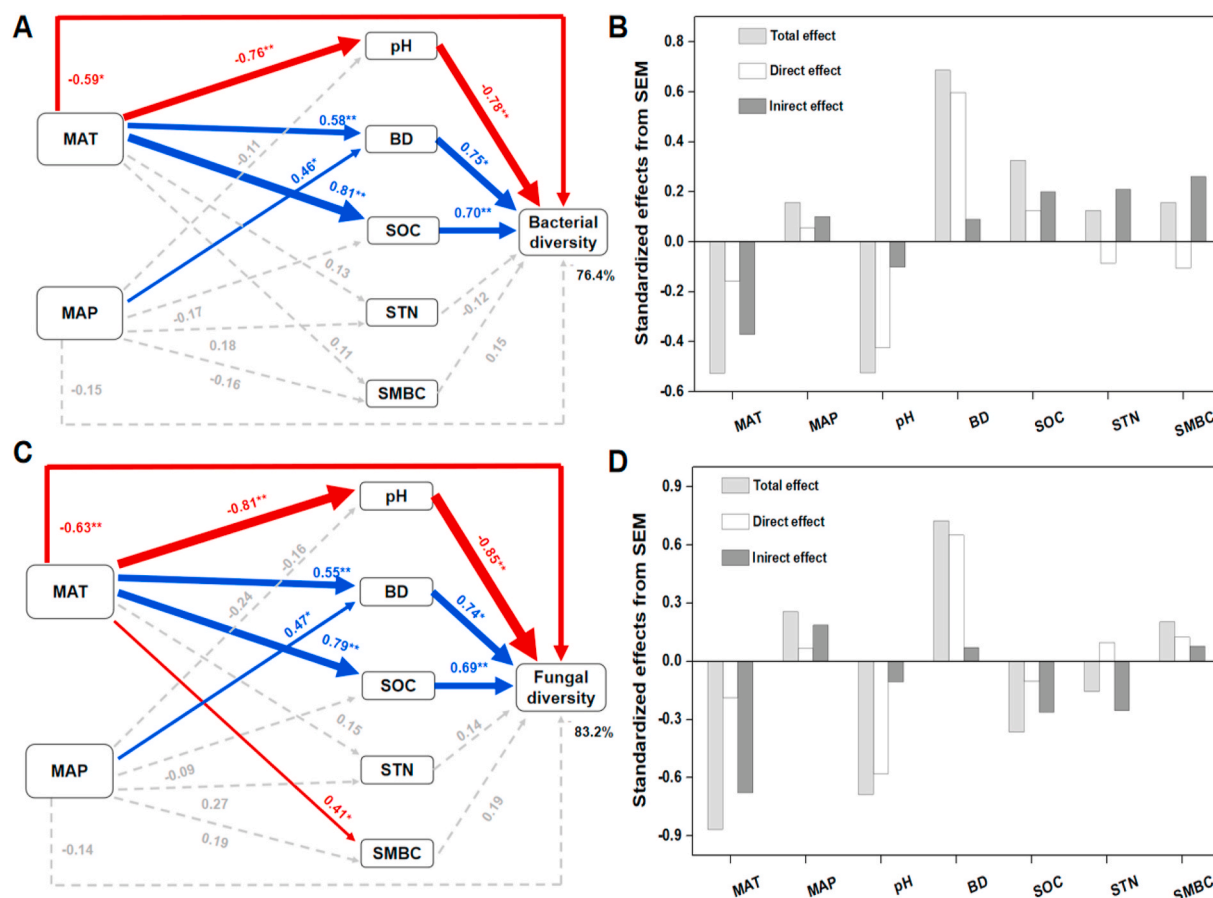 A
-0.59*
-0.76**
pH
-0.78**
MAT
0.58**
-0.11
BD
0.46*
0.75*
0.81**
SOC
0.70**
Bacterial
diversity
76.4%
0.13
MAP
-0.17
STN
-0.12
0.18
0.11
0.15
-0.15
-0.16
SMBC
B
Standardized effects from SEM
0.8
0.6
0.4
0.2
0.0
-0.2
-0.4
-0.6
Total effect
Direct effect
Inirect effect
MAT
MAP
pH
BD
SOC
STN
SMBC
C
-0.63**
-0.81**
pH
-0.85**
MAT
-0.16
0.55**
-0.24
BD
0.47*
0.74*
0.79**
SOC
0.69**
Fungal
diversity
83.2%
0.15
MAP
-0.09
STN
0.14
0.27
0.41*
0.19
-0.14
0.19
SMBC
D
Standardized effects from SEM
0.9
0.6
0.3
0.0
-0.3
-0.6
-0.9
Total effect
Direct effect
Inirect effect
MAT
MAP
pH
BD
SOC
STN
SMBC